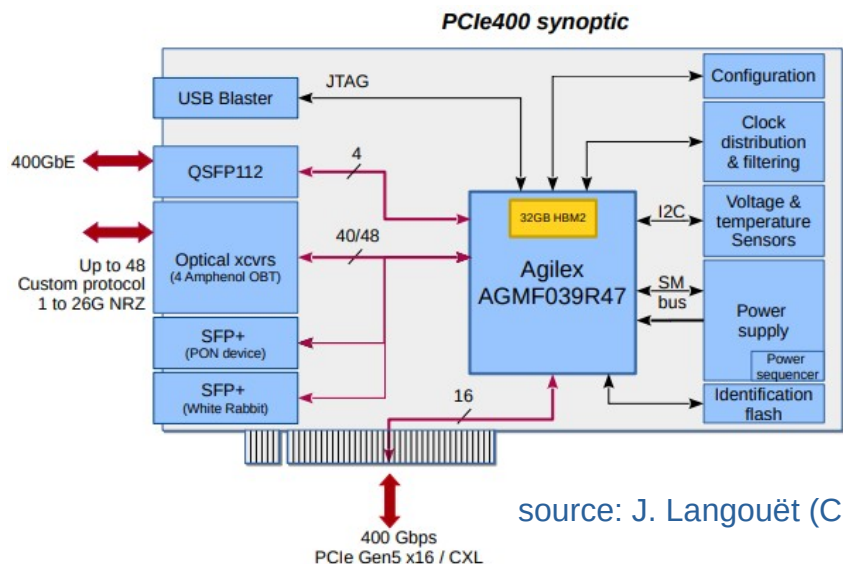 PCIe400 synoptic
USB Blaster
JTAG
Configuration
Clock
distribution
& filtering
400GbE
QSFP112
4
32GB HBM2
I2C
Voltage &
temperature
Sensors
Up to 48
Custom protocol
1 to 26G NRZ
Optical xcvrs
(4 Amphenol OBT)
40/48
Agilex
AGMF039R47
SM
bus
Power
supply
Power
sequencer
SFP+
(PON device)
SFP+
(White Rabbit)
16
Identification
flash
source: J. Langouët (C
400 Gbps
PCIe Gen5 x16 / CXL